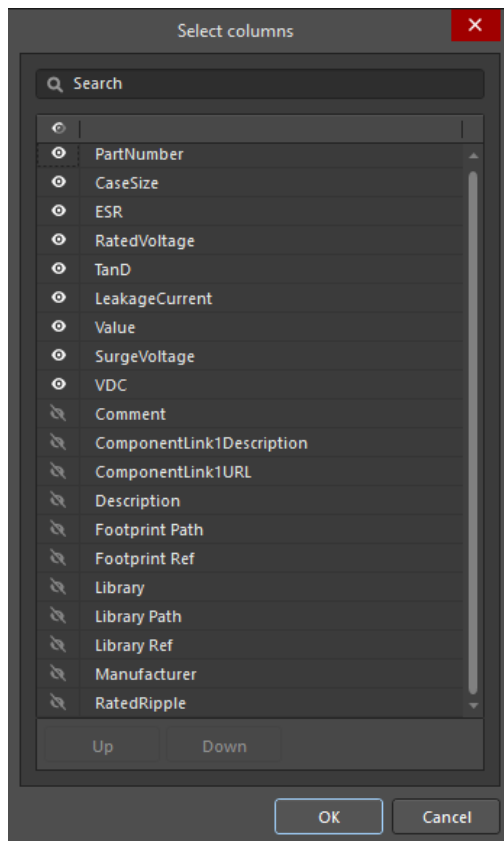 Select columns
Search
PartNumber
CaseSize
ESR
RatedVoltage
TanD
LeakageCurrent
Value
SurgeVoltage
VDC
Comment
ComponentLink1Description
ComponentLink1URL
Description
Footprint Path
Footprint Ref
Library
Library Path
Library Ref
Manufacturer
RatedRipple
Up Down
OK Cancel